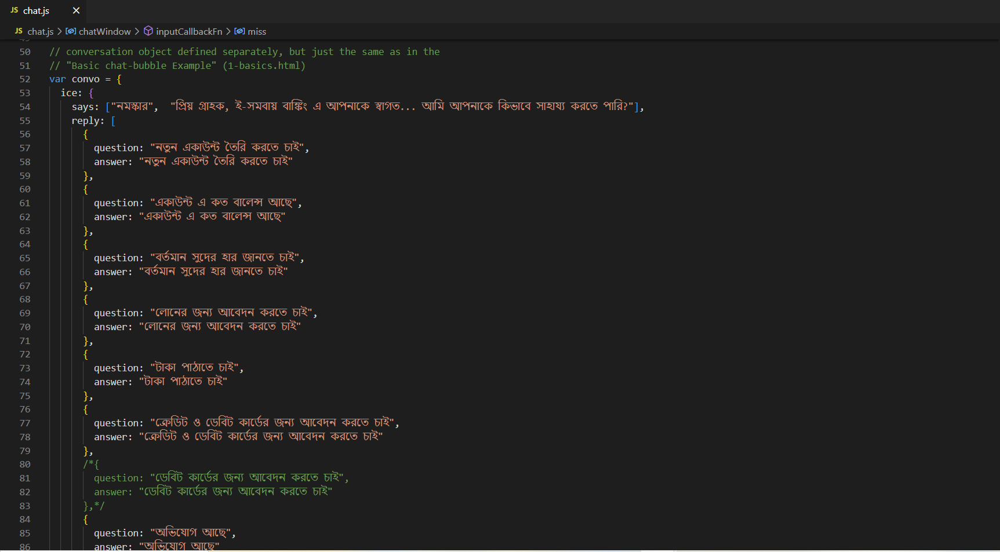 JS chat.js ×
JS chat.js > chatWindow > inputCallbackFn > miss
50 // conversation object defined separately, but just the same as in the
51 // "Basic chat-bubble Example" (1-basics.html)
52 var convo = {
53 ice: {
54 says: ["নমস্কার", "প্রিয় গ্রাহক, ই-সমবায় বাঙ্কিং এ আপনাকে স্বাগত... আমি আপনাকে কিভাবে সাহায্য করতে পারি?"],
55 reply: [
56 {
57 question: "নতুন একাউন্ট তৈরি করতে চাই",
58 answer: "নতুন একাউন্ট তৈরি করতে চাই"
59 },
60 {
61 question: "একাউন্ট এ কত বালেন্স আছে",
62 answer: "একাউন্ট এ কত বালেন্স আছে"
63 },
64 {
65 question: "বর্তমান সুদের হার জানতে চাই",
66 answer: "বর্তমান সুদের হার জানতে চাই"
67 },
68 {
69 question: "লোনের জন্য আবেদন করতে চাই",
70 answer: "লোনের জন্য আবেদন করতে চাই"
71 },
72 {
73 question: "টাকা পাঠাতে চাই",
74 answer: "টাকা পাঠাতে চাই"
75 },
76 {
77 question: "ক্রেডিট ও ডেবিট কার্ডের জন্য আবেদন করতে চাই",
78 answer: "ক্রেডিট ও ডেবিট কার্ডের জন্য আবেদন করতে চাই"
79 },
80 /*{
81 question: "ডেবিট কার্ডের জন্য আবেদন করতে চাই",
82 answer: "ডেবিট কার্ডের জন্য আবেদন করতে চাই"
83 },*/
84 {
85 question: "অভিযোগ আছে",
86 answer: "অভিযোগ আছে"